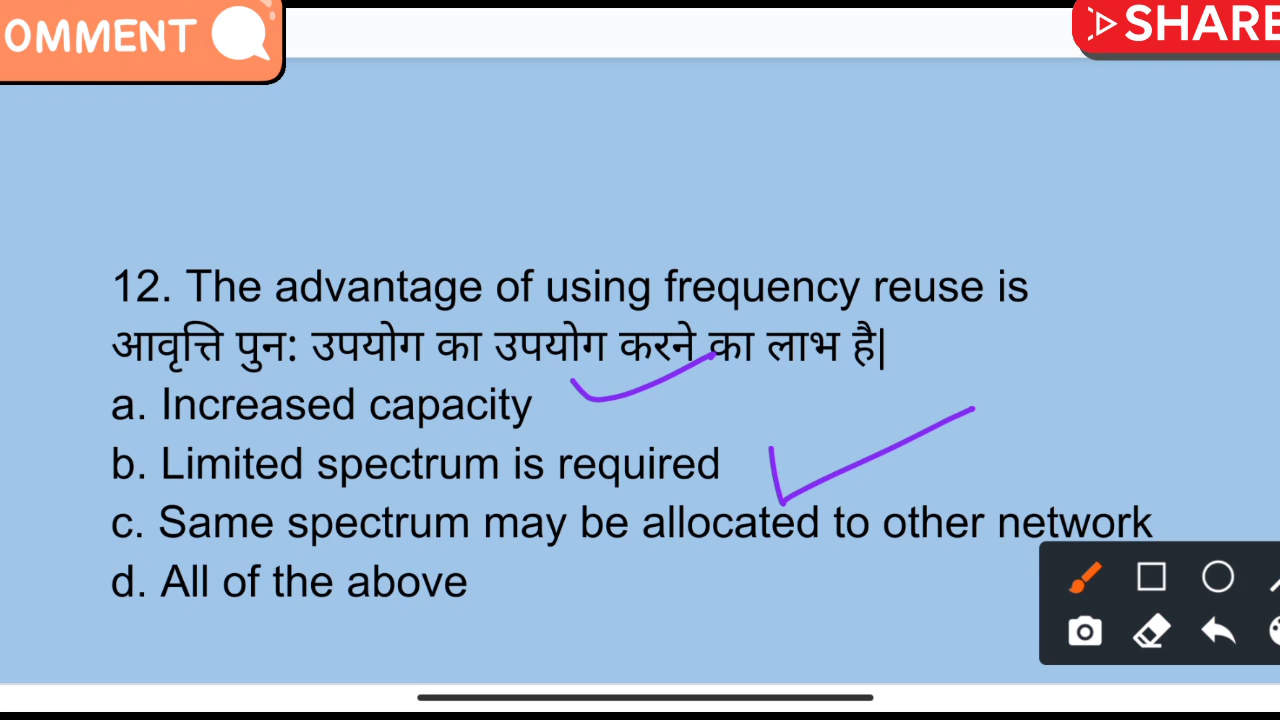 OMMENT
SHARE
12. The advantage of using frequency reuse is
आवृत्ति पुन: उपयोग का उपयोग करने का लाभ है|
a. Increased capacity
b. Limited spectrum is required
c. Same spectrum may be allocated to other network
d. All of the above